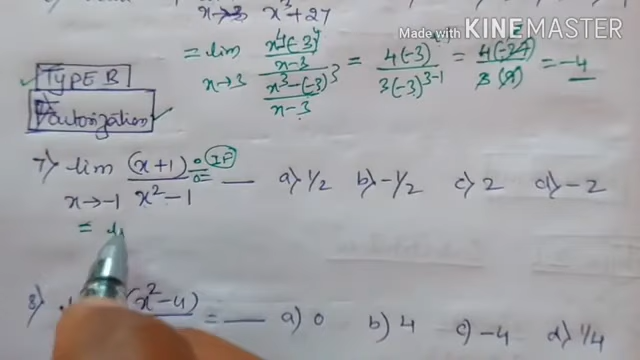 x→3 x³+27
Made with KINEMASTER
= lim x→3 (x⁴-(-3)⁴)/(x-3) / (x³-(-3)³)/(x-3) = 4(-3) / 3(-3)³⁻¹ = 4(-27) / 3(9) = -4
TYPE B
Factorization
7) lim x→-1 (x+1) / x²-1 0/0 IF ___ a) 1/2 b) -1/2 c) 2 d) -2
=
8) (x²-4) = ___ a) 0 b) 4 c) -4 d) 1/4